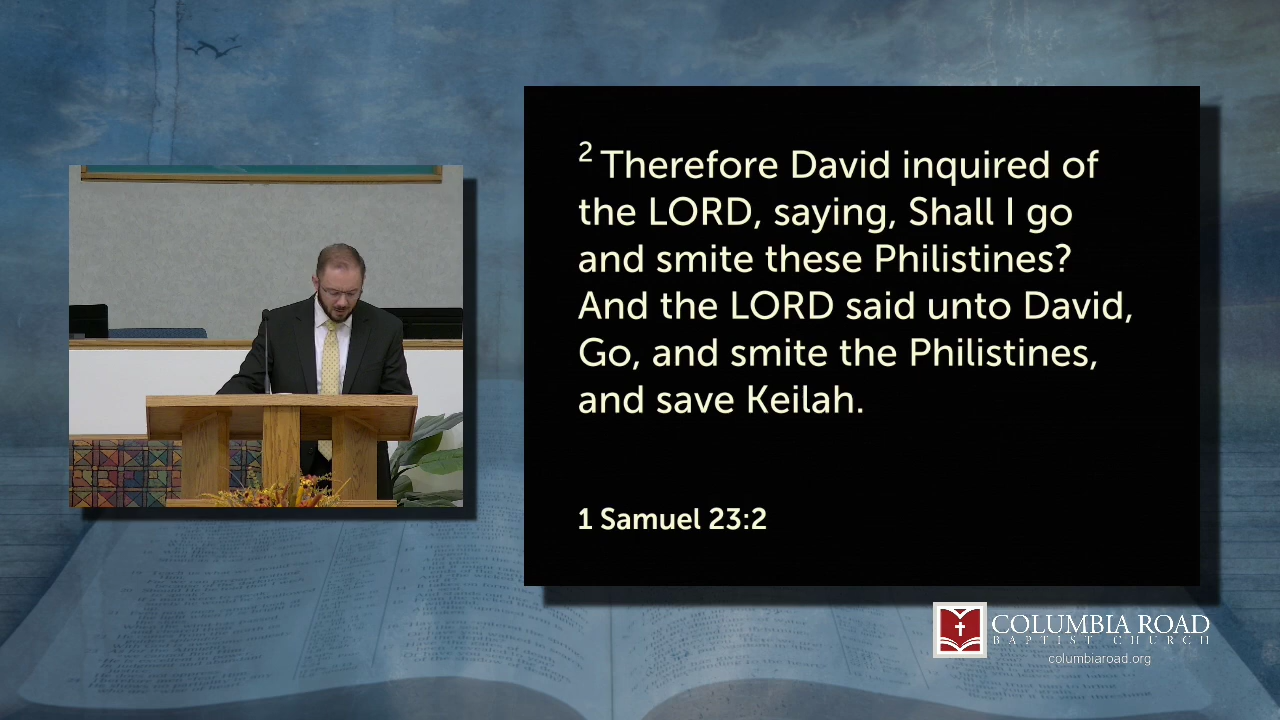 2 Therefore David inquired of
the LORD, saying, Shall I go
and smite these Philistines?
And the LORD said unto David,
Go, and smite the Philistines,
and save Keilah.
1 Samuel 23:2
COLUMBIA ROAD
BAPTIST CHURCH
columbiaroad.org